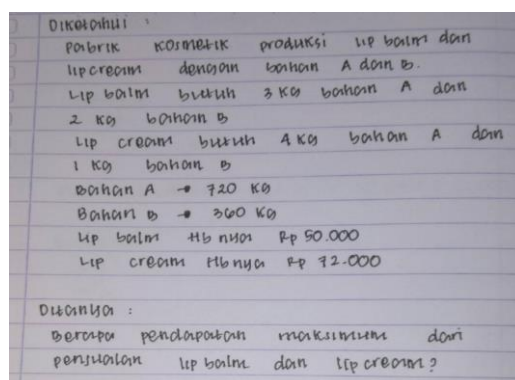 Diketahui :
Pabrik kosmetik produksi lip balm dan
lipcream dengan bahan A dan B.
Lip balm butuh 3 kg bahan A dan
2 kg bahan B
Lip cream butuh 4 kg bahan A dan
1 kg bahan B
Bahan A → 720 kg
Bahan B → 360 kg
Lip balm Hb nya Rp 50.000
Lip cream Hbnya Rp 72.000
Ditanya :
Berapa pendapatan maksimum dari
penjualan lip balm dan lip cream?